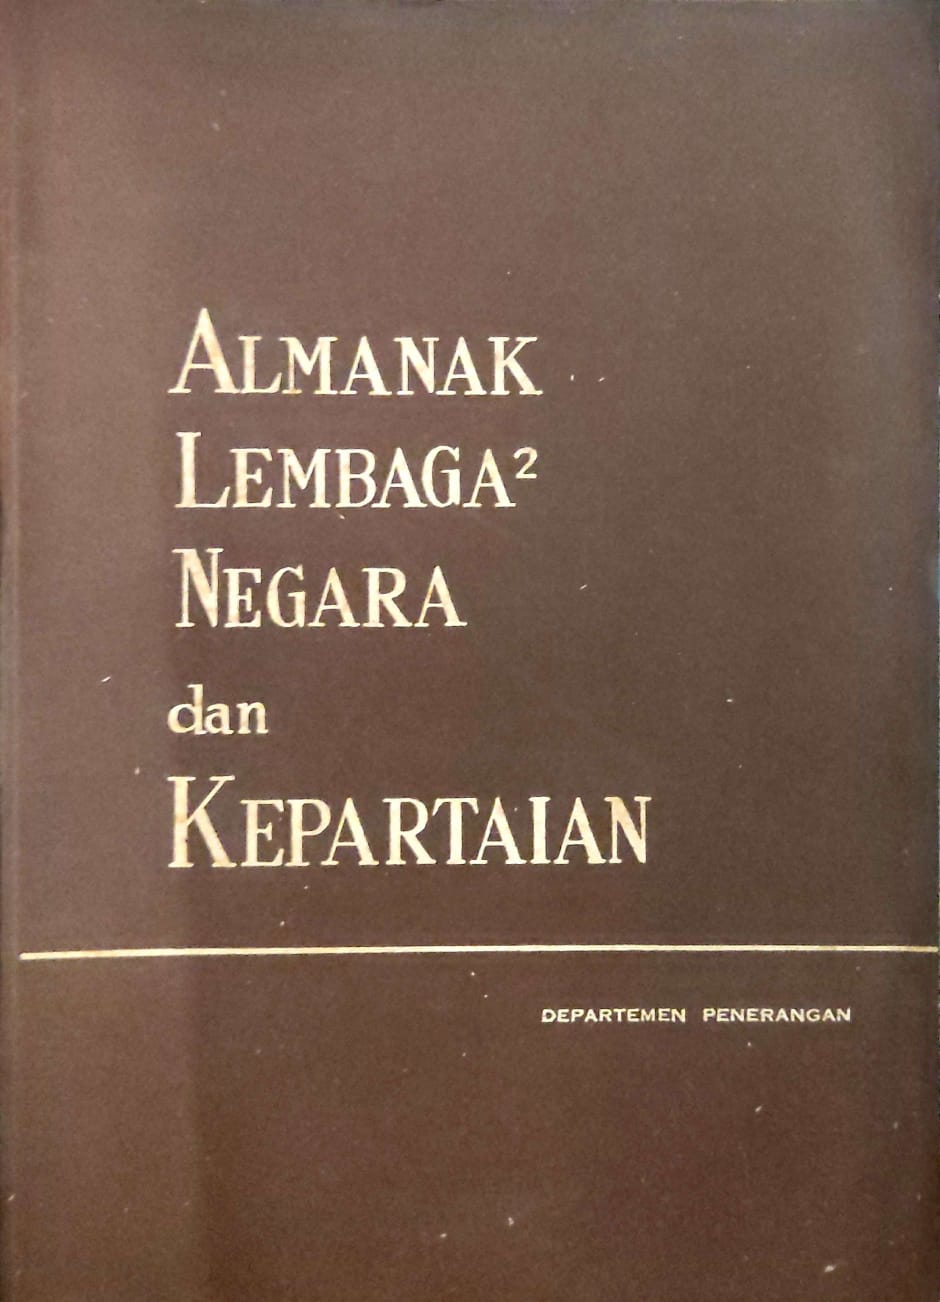 ALMANAK
LEMBAGA²
NEGARA
dan
KEPARTAIAN
DEPARTEMEN PENERANGAN